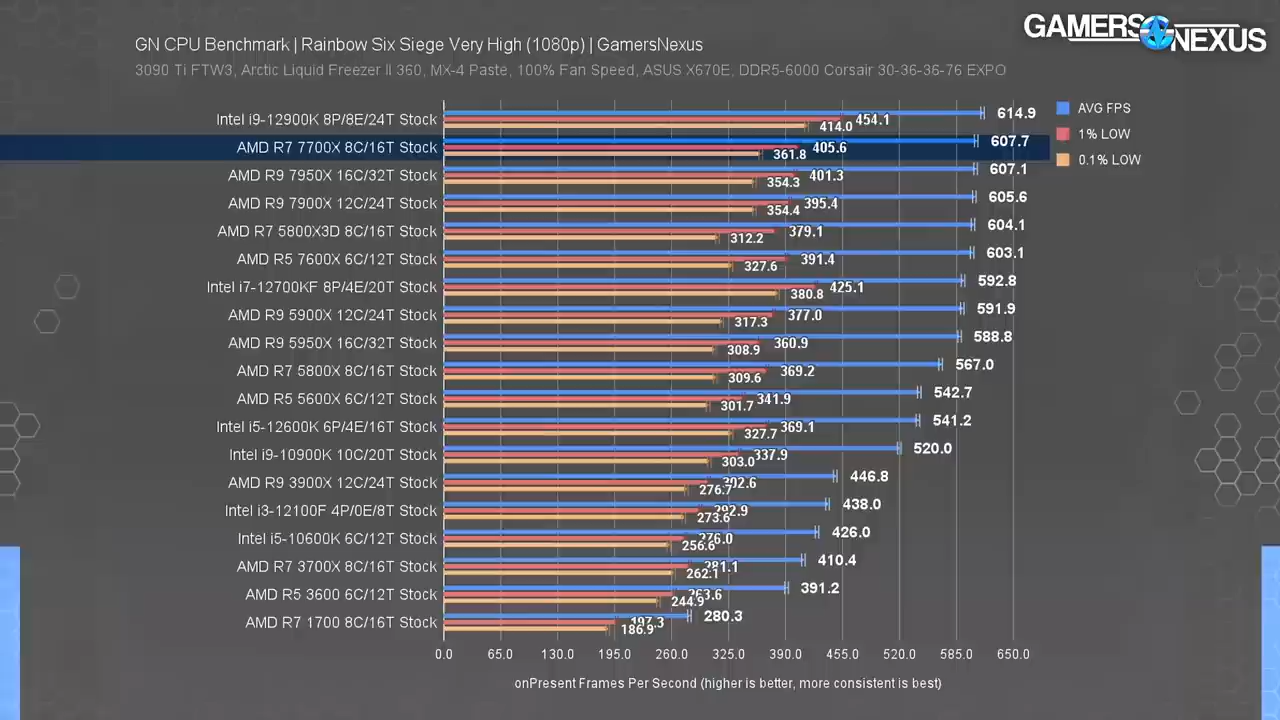 GAMERS NEXUS
GN CPU Benchmark | Rainbow Six Siege Very High (1080p) | GamersNexus
3090 Ti FTW3, Arctic Liquid Freezer II 360, MX-4 Paste, 100% Fan Speed, ASUS X670E, DDR5-6000 Corsair 30-36-36-76 EXPO
AVG FPS
1% LOW
0.1% LOW
Intel i9-12900K 8P/8E/24T Stock 614.9 454.1 414.0
AMD R7 7700X 8C/16T Stock 607.7 405.6 361.8
AMD R9 7950X 16C/32T Stock 607.1 401.3 354.3
AMD R9 7900X 12C/24T Stock 605.6 395.4 354.4
AMD R7 5800X3D 8C/16T Stock 604.1 379.1 312.2
AMD R5 7600X 6C/12T Stock 603.1 391.4 327.6
Intel i7-12700KF 8P/4E/20T Stock 592.8 425.1 380.8
AMD R9 5900X 12C/24T Stock 591.9 377.0 317.3
AMD R9 5950X 16C/32T Stock 588.8 360.9 308.9
AMD R7 5800X 8C/16T Stock 567.0 369.2 309.6
AMD R5 5600X 6C/12T Stock 542.7 341.9 301.7
Intel i5-12600K 6P/4E/16T Stock 541.2 369.1 327.7
Intel i9-10900K 10C/20T Stock 520.0 337.9 303.0
AMD R9 3900X 12C/24T Stock 446.8 302.6 276.7
Intel i3-12100F 4P/0E/8T Stock 438.0 292.9 273.6
Intel i5-10600K 6C/12T Stock 426.0 276.0 256.6
AMD R7 3700X 8C/16T Stock 410.4 281.1 262.1
AMD R5 3600 6C/12T Stock 391.2 263.6 244.9
AMD R7 1700 8C/16T Stock 280.3 197.3 186.9
0.0 65.0 130.0 195.0 260.0 325.0 390.0 455.0 520.0 585.0 650.0
onPresent Frames Per Second (higher is better, more consistent is best)